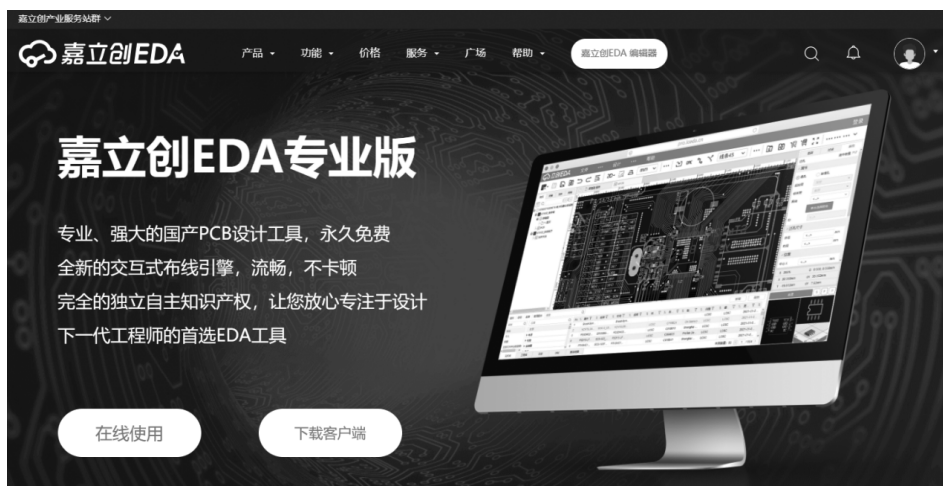 嘉立创产业服务站群
嘉立创EDA
产品
功能
价格
服务
广场
帮助
嘉立创EDA 编辑器
嘉立创EDA专业版
专业、强大的国产PCB设计工具，永久免费
全新的交互式布线引擎，流畅，不卡顿
完全的独立自主知识产权，让您放心专注于设计
下一代工程师的首选EDA工具
在线使用
下载客户端